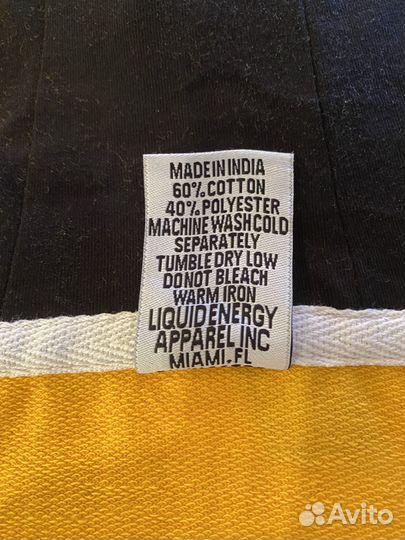 MADE IN INDIA
60% COTTON
40% POLYESTER
MACHINE WASH COLD
SEPARATELY
TUMBLE DRY LOW
DO NOT BLEACH
WARM IRON
LIQUID ENERGY
APPAREL INC
MIAMI. FL
Avito